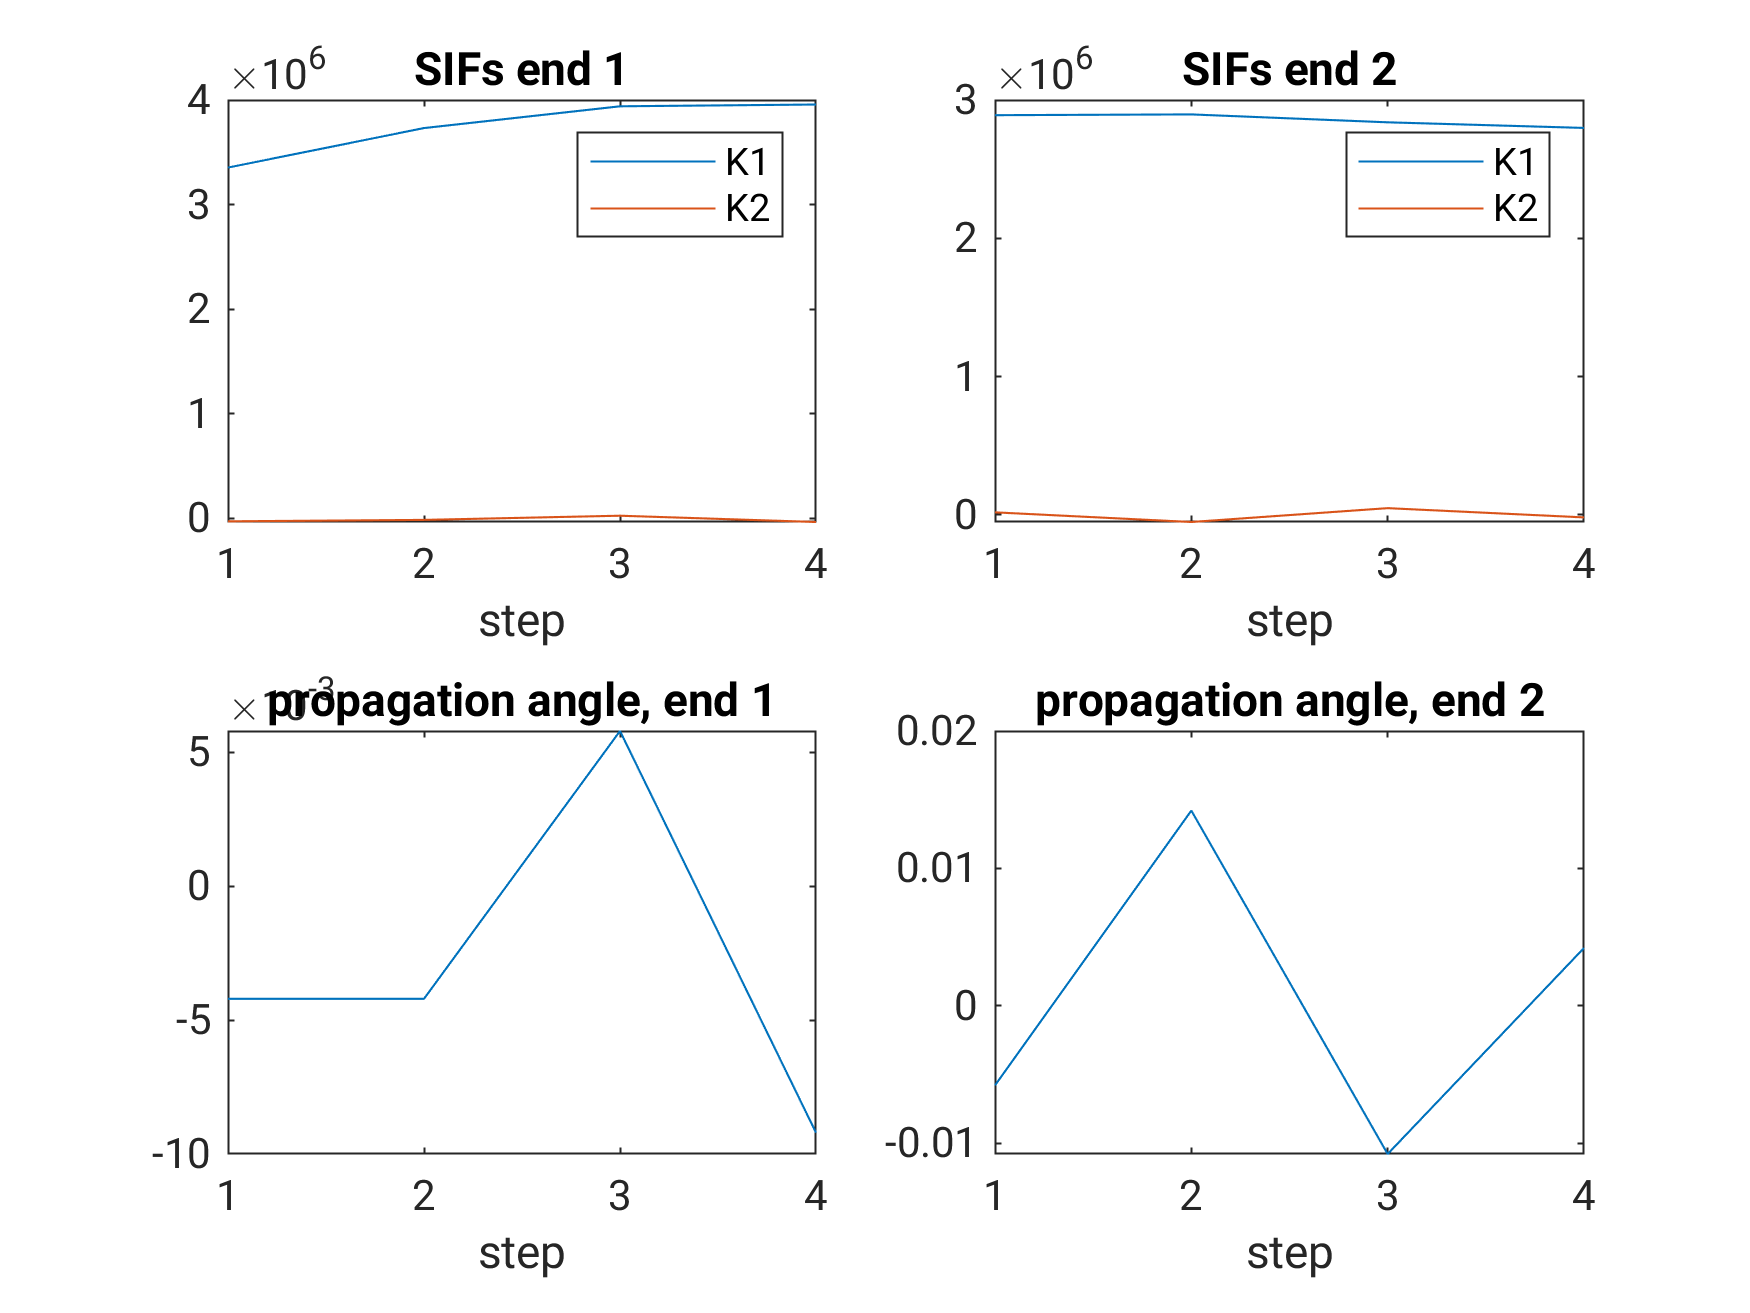 ×10^6
SIFs end 1
4
3
2
1
0
K1
K2
1 2 3 4
step
×10^6
SIFs end 2
3
2
1
0
K1
K2
1 2 3 4
step
×10^-3
propagation angle, end 1
5
0
-5
-10
1 2 3 4
step
propagation angle, end 2
0.02
0.01
0
-0.01
1 2 3 4
step